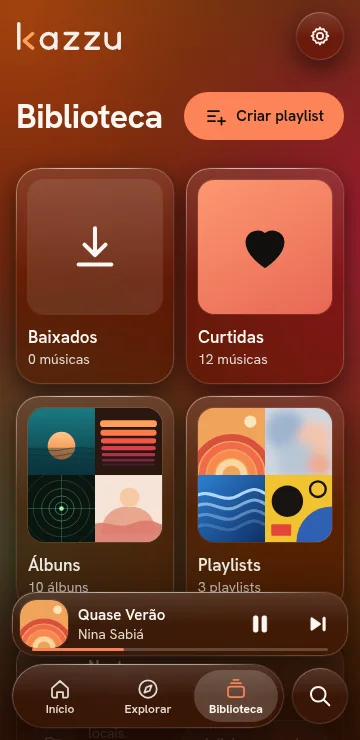 kazzu
Biblioteca
Criar playlist
Baixados
0 músicas
Curtidas
12 músicas
Álbuns
10 álbuns
Playlists
3 playlists
Quase Verão
Nina Sabiá
Início
Explorar
Biblioteca
locais